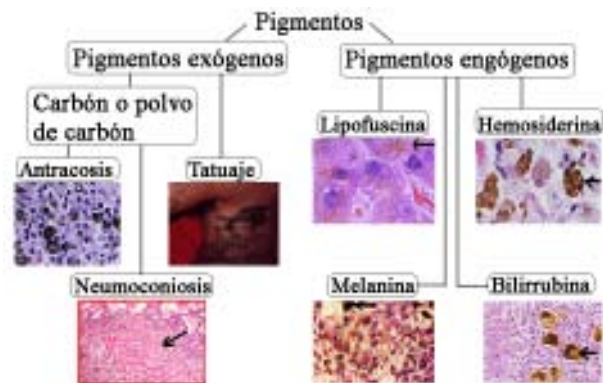 Pigmentos
Pigmentos exógenos
Pigmentos engógenos
Carbón o polvo
de carbón
Lipofuscina
Hemosiderina
Antracosis
Tatuaje
Neumoconiosis
Melanina
Bilirrubina